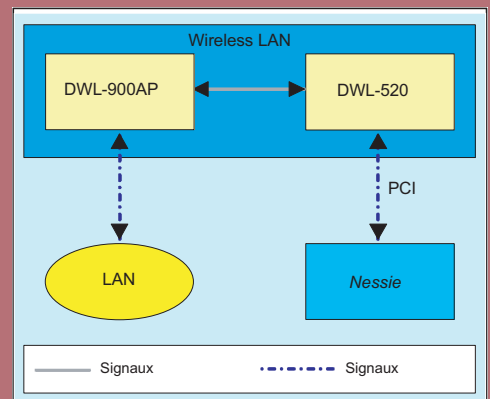 Wireless LAN
DWL-900AP
DWL-520
PCI
LAN
Nessie
Signaux
Signaux